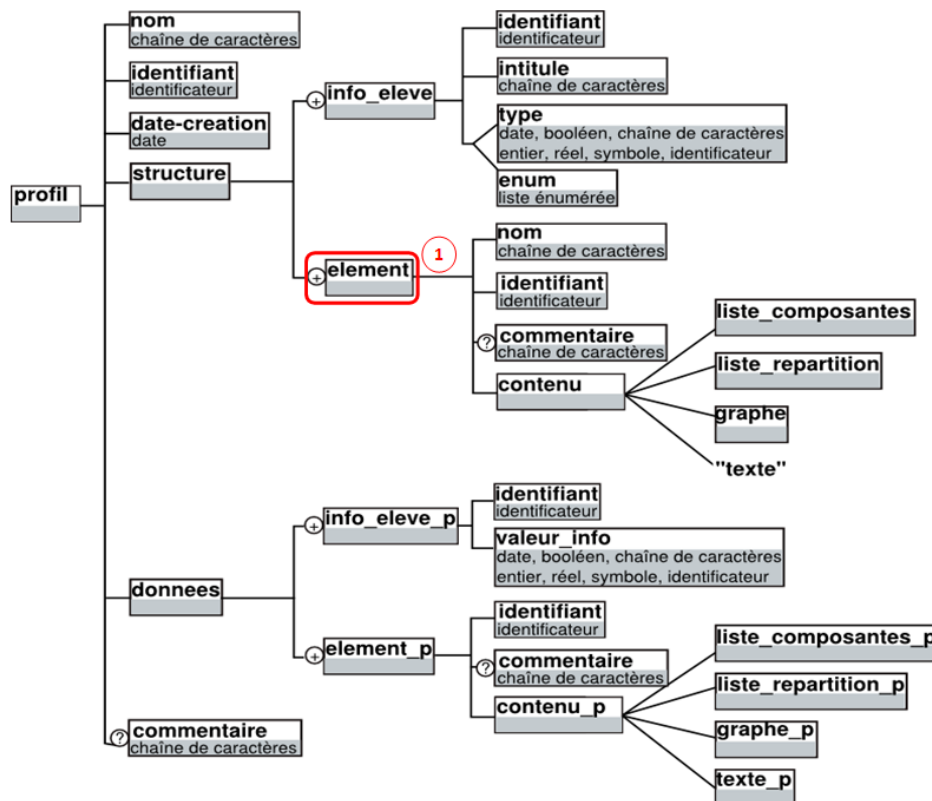 nom
chaîne de caractères
identifiant
identificateur
date-creation
date
structure
profil
+
info_eleve
identifiant
identificateur
intitule
chaîne de caractères
type
date, booléen, chaîne de caractères
entier, réel, symbole, identificateur
enum
liste énumérée
+
element
1
nom
chaîne de caractères
identifiant
identificateur
?
commentaire
chaîne de caractères
contenu
liste_composantes
liste_repartition
graphe
"texte"
donnees
+
info_eleve_p
identifiant
identificateur
valeur_info
date, booléen, chaîne de caractères
entier, réel, symbole, identificateur
+
element_p
identifiant
identificateur
?
commentaire
chaîne de caractères
contenu_p
liste_composantes_p
liste_repartition_p
graphe_p
texte_p
?
commentaire
chaîne de caractères